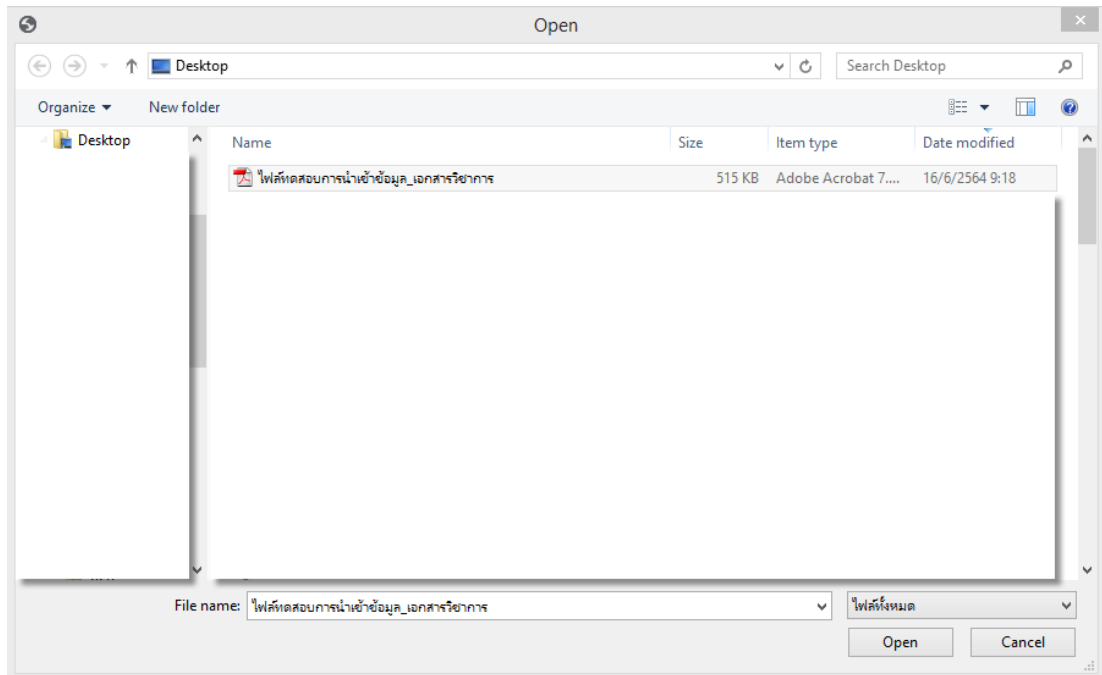 Open
Desktop
Search Desktop
Organize
New folder
Desktop
Name
Size
Item type
Date modified
ไฟล์ทดสอบการนำเข้าข้อมูล_เอกสารวิชาการ
515 KB
Adobe Acrobat 7....
16/6/2564 9:18
File name:
ไฟล์ทดสอบการนำเข้าข้อมูล_เอกสารวิชาการ
ไฟล์ทั้งหมด
Open
Cancel